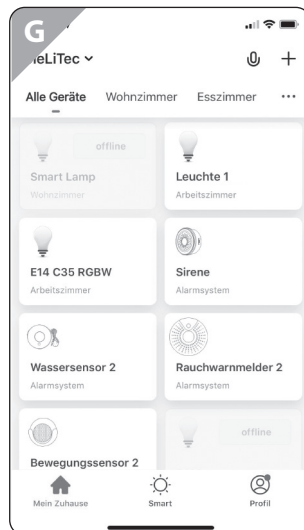 G
eLiTec
Alle Geräte Wohnzimmer Esszimmer ...
offline
Smart Lamp
Wohnzimmer
Leuchte 1
Arbeitszimmer
E14 C35 RGBW
Arbeitszimmer
Sirene
Alarmsystem
Wassersensor 2
Alarmsystem
Rauchwarnmelder 2
Alarmsystem
Bewegungssensor 2
offline
Mein Zuhause Smart Profil